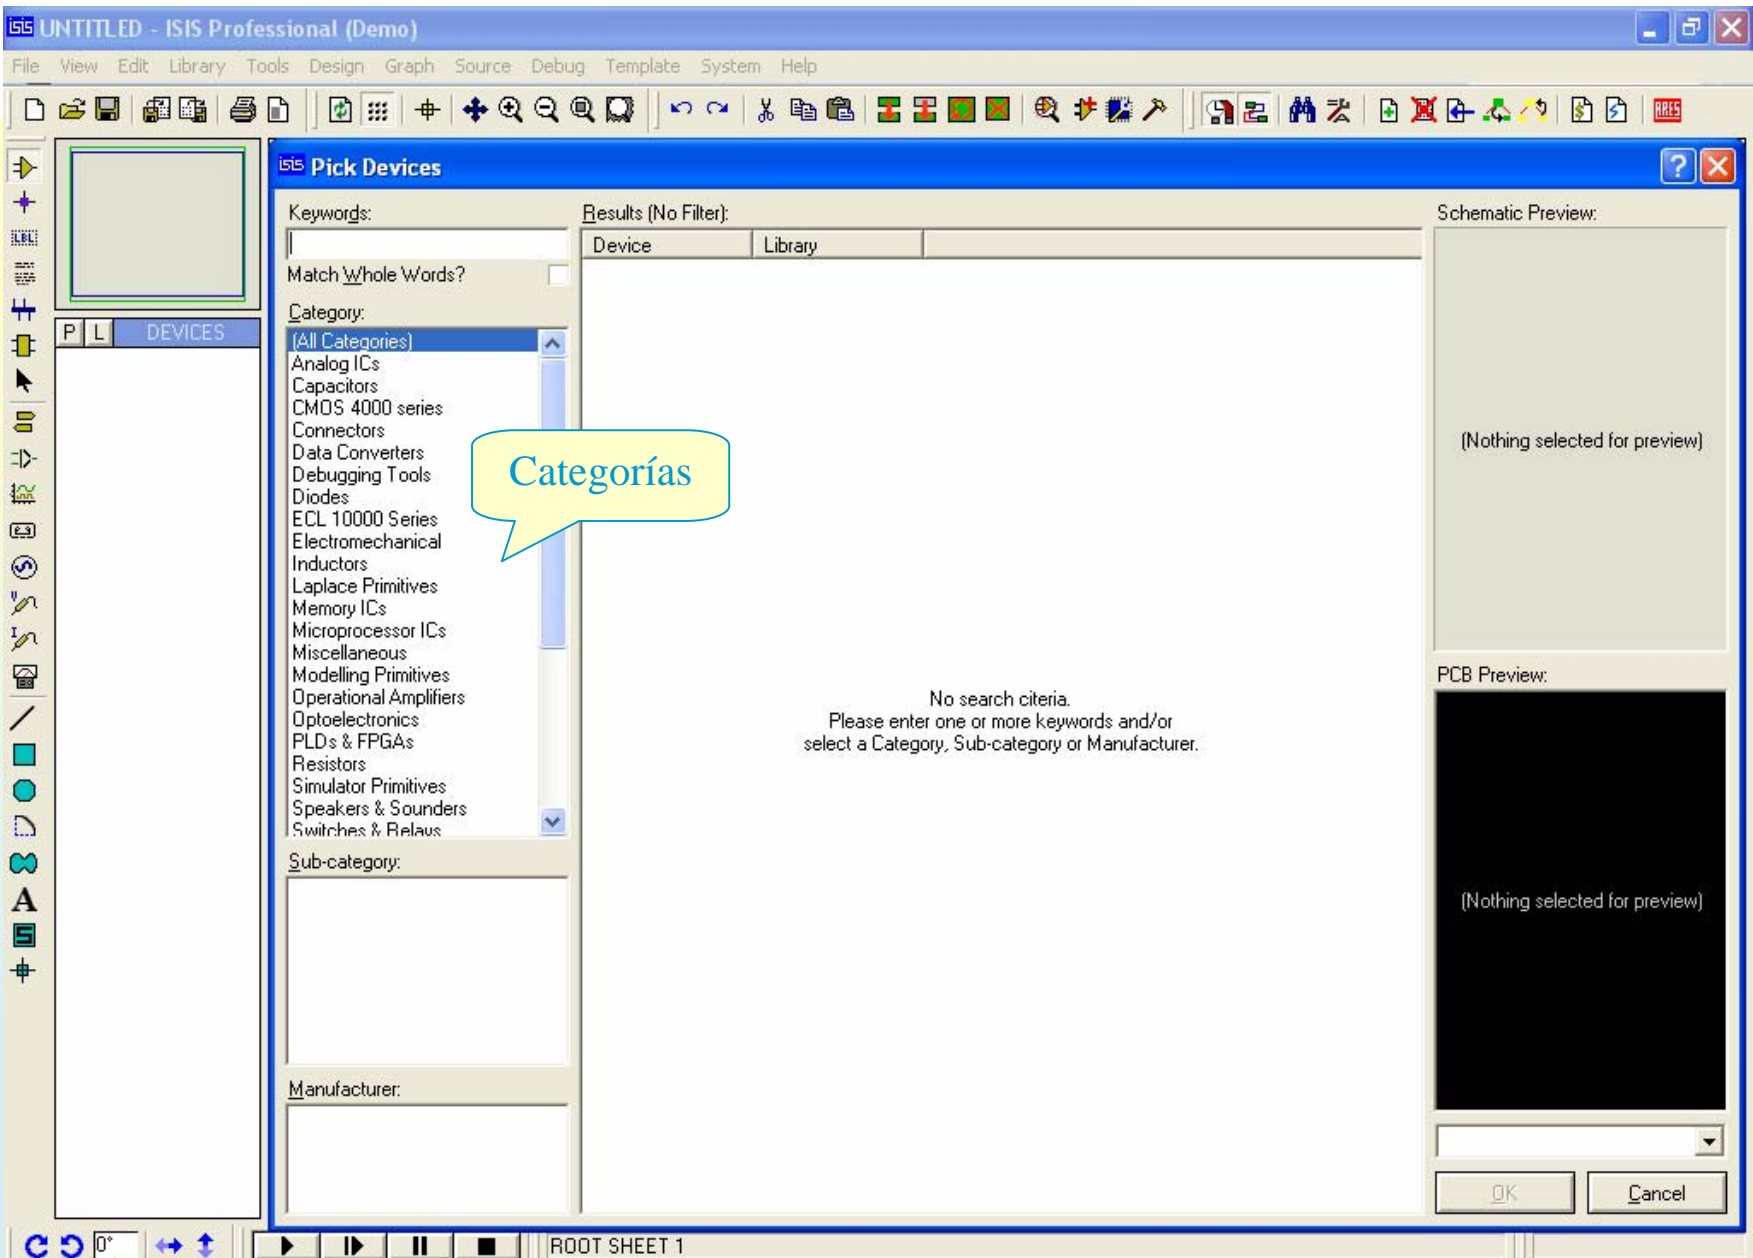 isis UNTITLED - ISIS Professional (Demo)
File View Edit Library Tools Design Graph Source Debug Template System Help
ARES
LBL
P L DEVICES
isis Pick Devices
Keywords:
Match Whole Words?
Category:
(All Categories)
Analog ICs
Capacitors
CMOS 4000 series
Connectors
Data Converters
Debugging Tools
Diodes
ECL 10000 Series
Electromechanical
Inductors
Laplace Primitives
Memory ICs
Microprocessor ICs
Miscellaneous
Modelling Primitives
Operational Amplifiers
Optoelectronics
PLDs & FPGAs
Resistors
Simulator Primitives
Speakers & Sounders
Switches & Relays
Categorías
Sub-category:
Manufacturer:
Results (No Filter):
Device Library
No search citeria.
Please enter one or more keywords and/or
select a Category, Sub-category or Manufacturer.
Schematic Preview:
(Nothing selected for preview)
PCB Preview:
(Nothing selected for preview)
OK Cancel
A
0°
ROOT SHEET 1